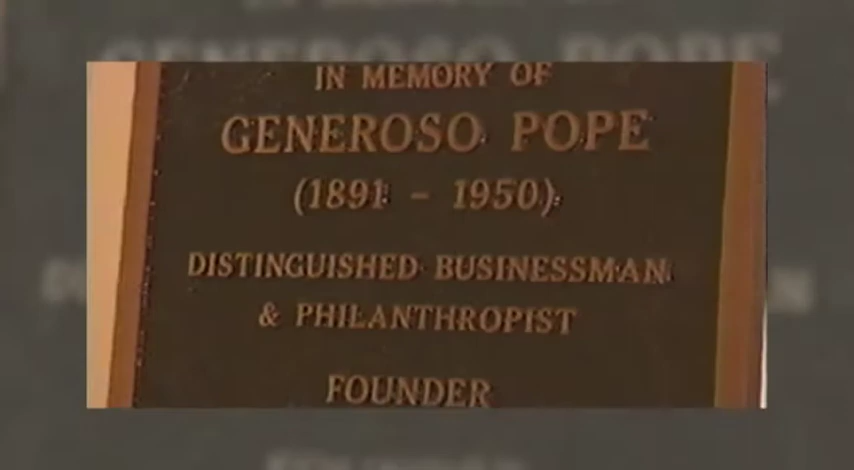 IN MEMORY OF
GENEROSO POPE
(1891 - 1950)
DISTINGUISHED BUSINESSMAN
& PHILANTHROPIST
FOUNDER